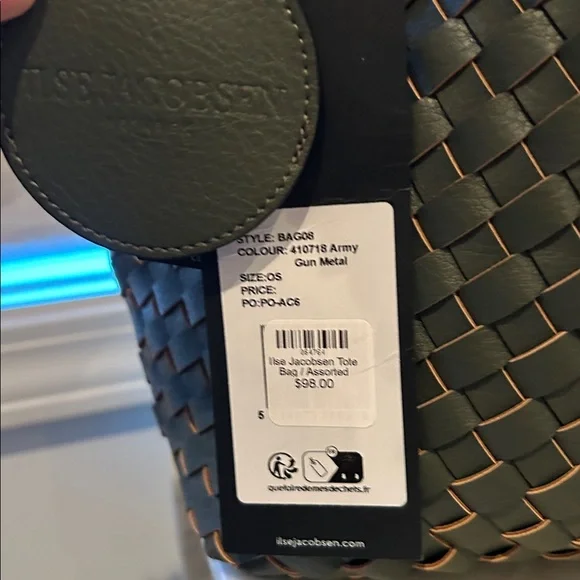 ILSE JACOBSEN
STYLE: BAG08
COLOUR: 410718 Army
Gun Metal
SIZE:OS
PRICE:
PO:PO-AC6
Ilse Jacobsen Tote
Bag / Assorted
$98.00
5
quefairedemesdechets.fr
ilsejacobsen.com